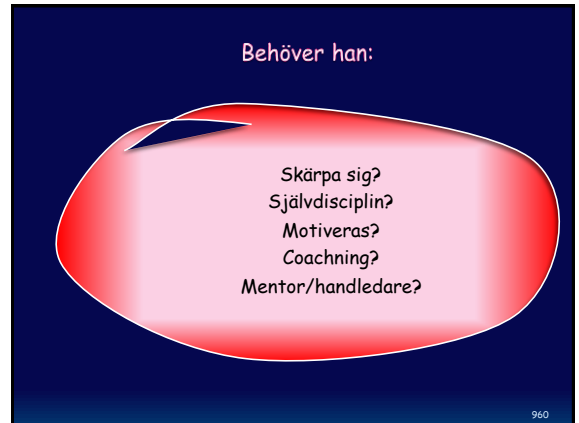 Behöver han:
Skärpa sig?
Självdisciplin?
Motiveras?
Coachning?
Mentor/handledare?
960